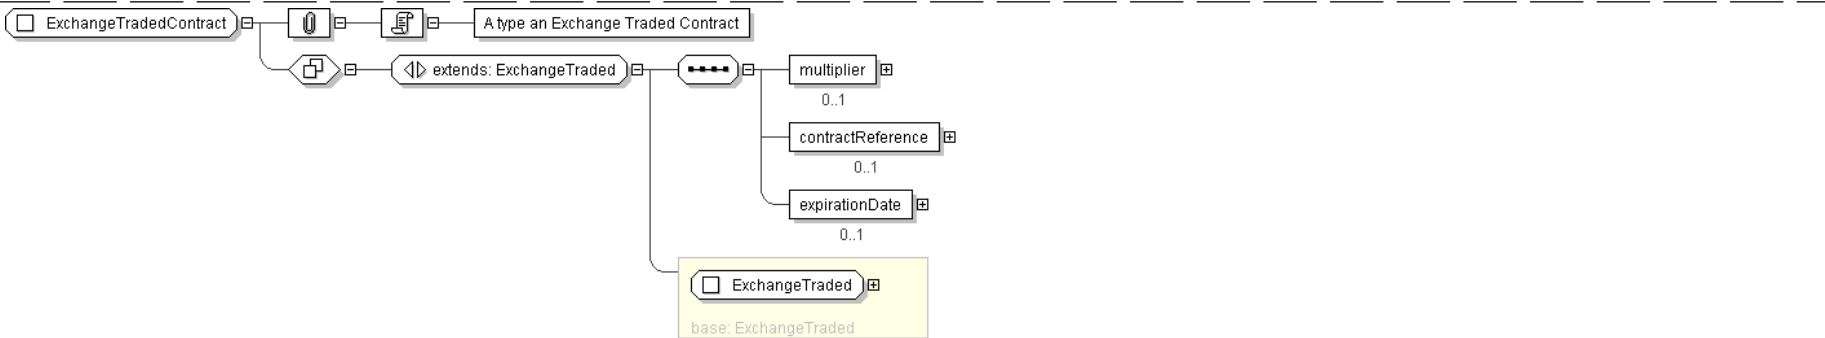 ExchangeTradedContract
A type an Exchange Traded Contract
extends: ExchangeTraded
multiplier
0..1
contractReference
0..1
expirationDate
0..1
ExchangeTraded
base: ExchangeTraded